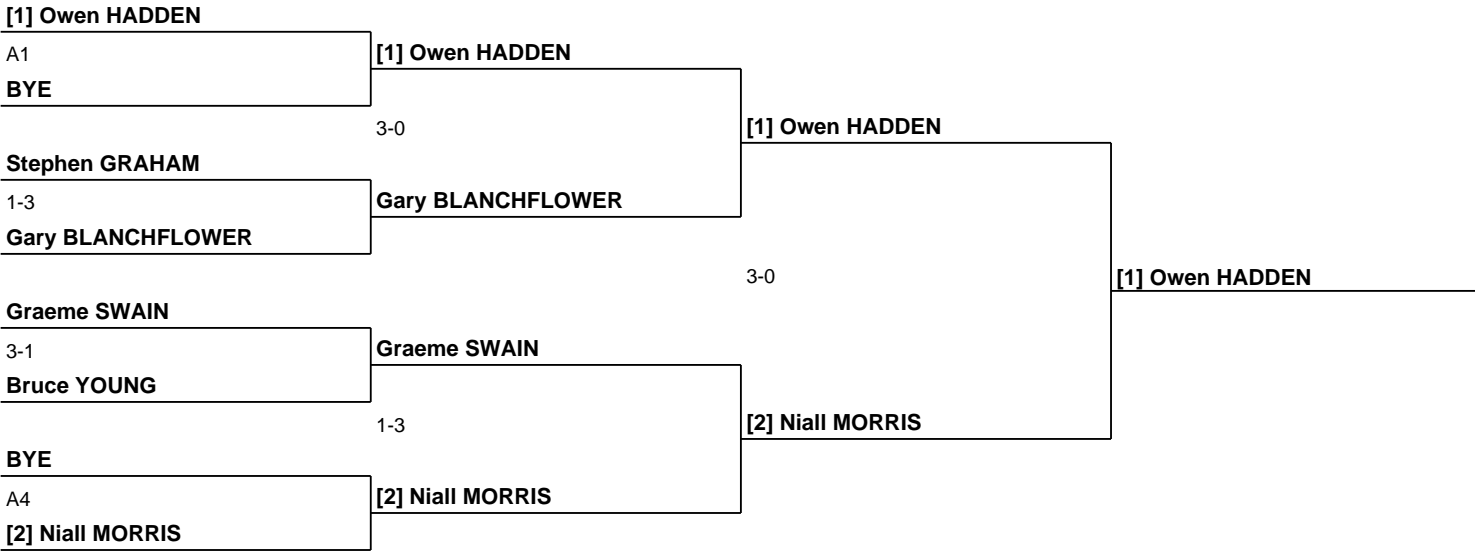 [1] Owen HADDEN
A1
[1] Owen HADDEN
BYE
3-0
[1] Owen HADDEN
Stephen GRAHAM
1-3
Gary BLANCHFLOWER
Gary BLANCHFLOWER
3-0
[1] Owen HADDEN
Graeme SWAIN
3-1
Graeme SWAIN
Bruce YOUNG
1-3
[2] Niall MORRIS
BYE
A4
[2] Niall MORRIS
[2] Niall MORRIS